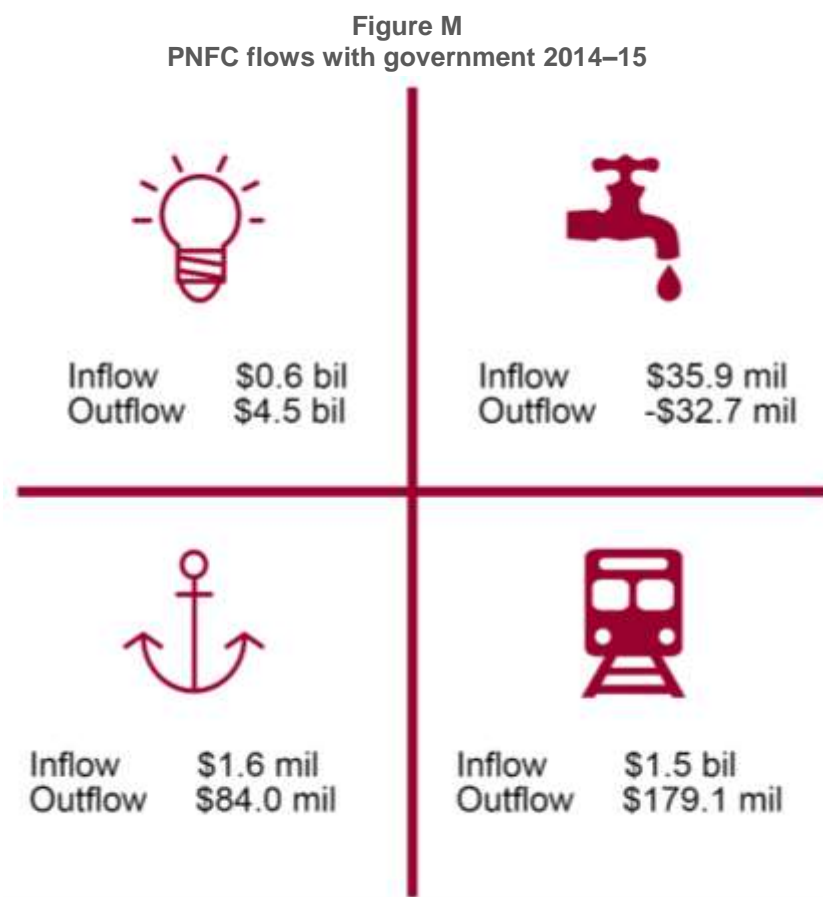 Figure M
PNFC flows with government 2014–15
Inflow $0.6 bil
Outflow $4.5 bil
Inflow $35.9 mil
Outflow -$32.7 mil
Inflow $1.6 mil
Outflow $84.0 mil
Inflow $1.5 bil
Outflow $179.1 mil